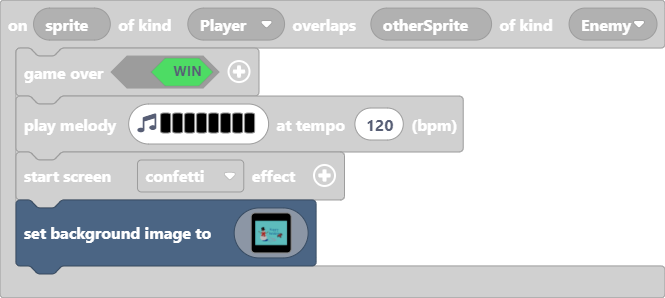 on sprite of kind Player overlaps otherSprite of kind Enemy
game over WIN
play melody at tempo 120 (bpm)
start screen confetti effect
set background image to